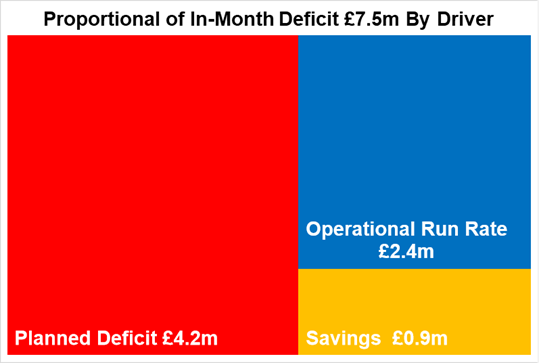 Proportional of In-Month Deficit £7.5m By Driver
Operational Run Rate
£2.4m
Planned Deficit £4.2m
Savings  £0.9m